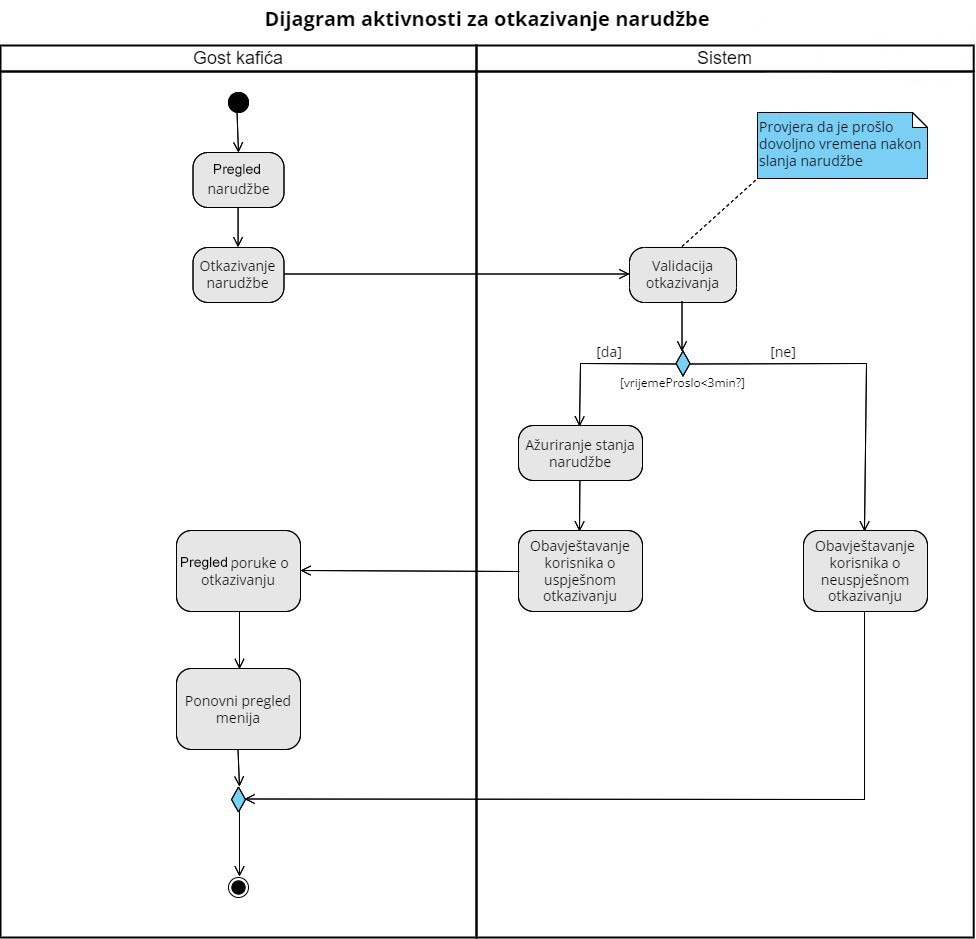 Dijagram aktivnosti za otkazivanje narudžbe
Gost kafića
Sistem
Provjera da je prošlo
dovoljno vremena nakon
slanja narudžbe
Pregled
narudžbe
Otkazivanje
narudžbe
Validacija
otkazivanja
[da]
[ne]
[vrijemeProslo<3min?]
Ažuriranje stanja
narudžbe
Pregled poruke o
otkazivanju
Obavještavanje
korisnika o
uspješnom
otkazivanju
Obavještavanje
korisnika o
neuspješnom
otkazivanju
Ponovni pregled
menija